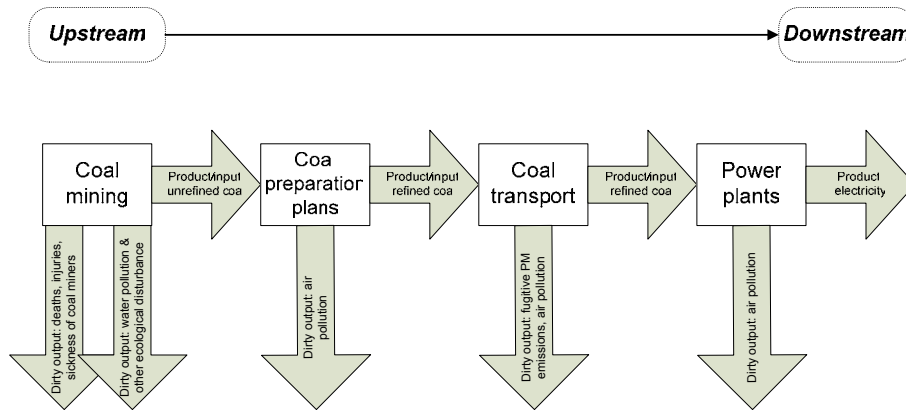 Upstream
Downstream
Coal
mining
Product/input
unrefined coa
Coa
preparation
plans
Product/input
refined coa
Coal
transport
Product/input
refined coa
Power
plants
Product
electricity
Dirty output: deaths, injuries,
sickness of coal miners
Dirty output: water pollution &
other ecological disturbance
Dirty output: air
pollution
Dirty output: fugitive PM
emissions, air pollution
Dirty output: air pollution